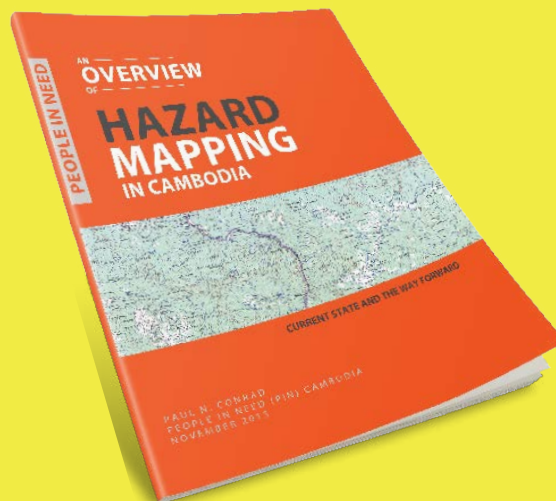 PEOPLE IN NEED
AN
OVERVIEW
OF
HAZARD
MAPPING
IN CAMBODIA
CURRENT STATE AND THE WAY FORWARD
PAUL N. CONRAD
PEOPLE IN NEED (PIN) CAMBODIA
NOVEMBER 2013